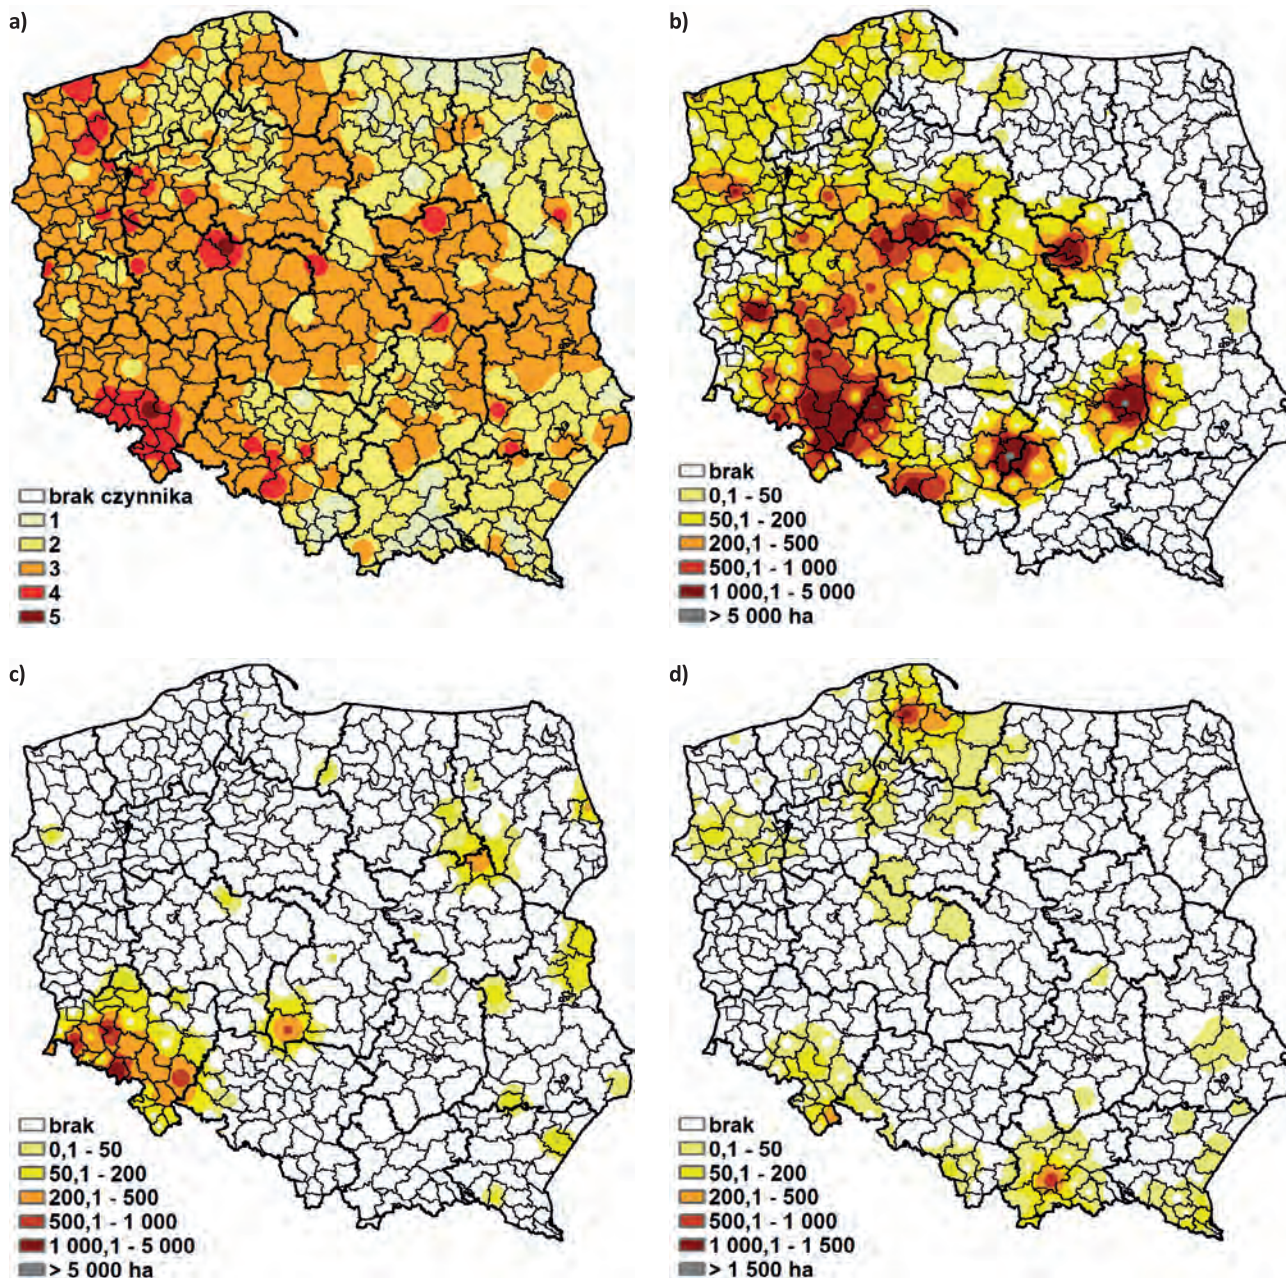 a)
brak czynnika
1
2
3
4
5
b)
brak
0,1 - 50
50,1 - 200
200,1 - 500
500,1 - 1 000
1 000,1 - 5 000
> 5 000 ha
c)
brak
0,1 - 50
50,1 - 200
200,1 - 500
500,1 - 1 000
1 000,1 - 5 000
> 5 000 ha
d)
brak
0,1 - 50
50,1 - 200
200,1 - 500
500,1 - 1 000
1 000,1 - 1 500
> 1 500 ha